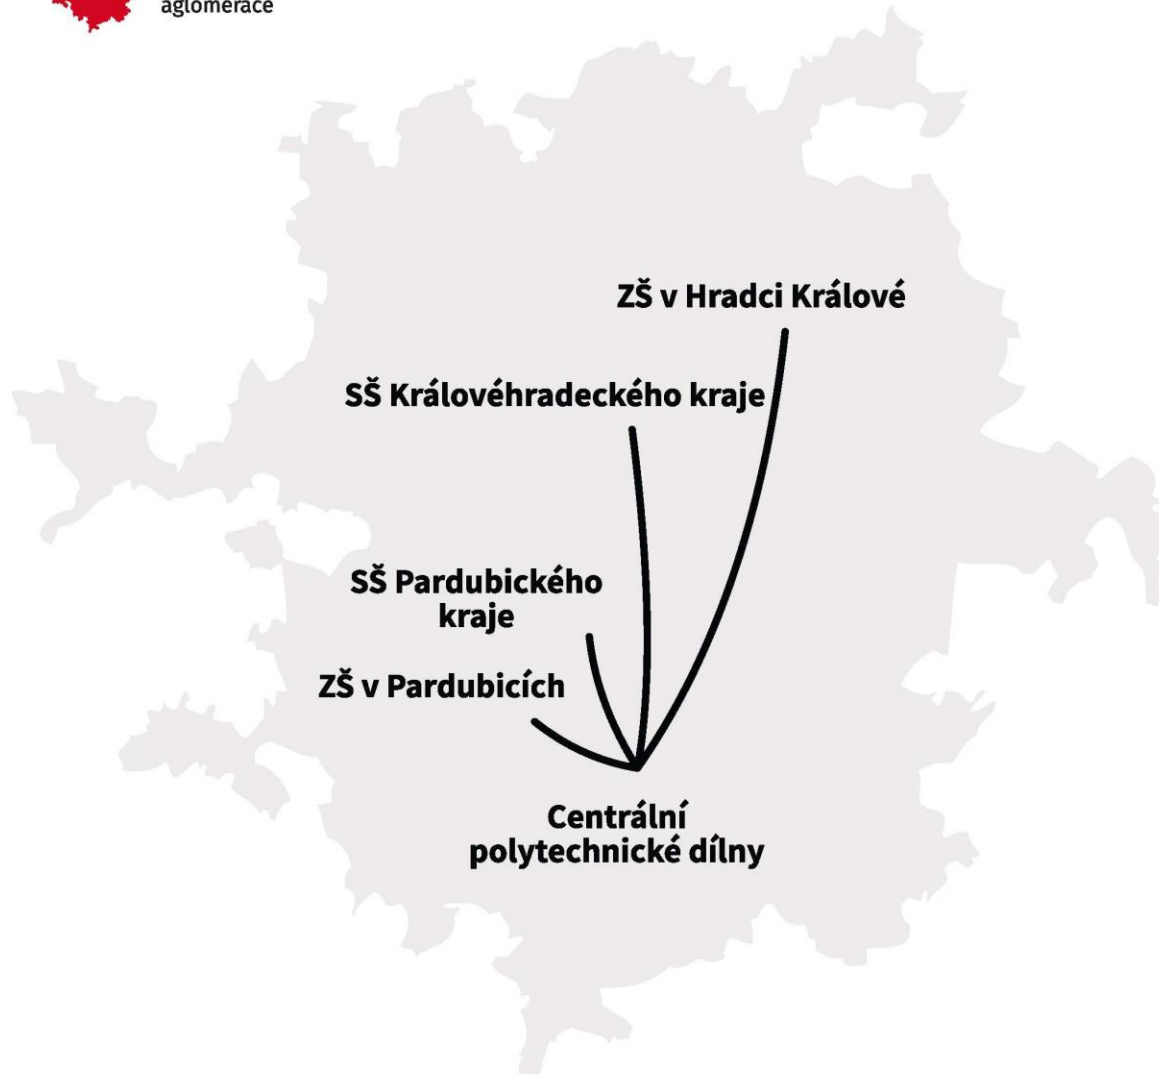 aglomerace
ZŠ v Hradci Králové
SŠ Královéhradeckého kraje
SŠ Pardubického
kraje
ZŠ v Pardubicích
Centrální
polytechnické dílny